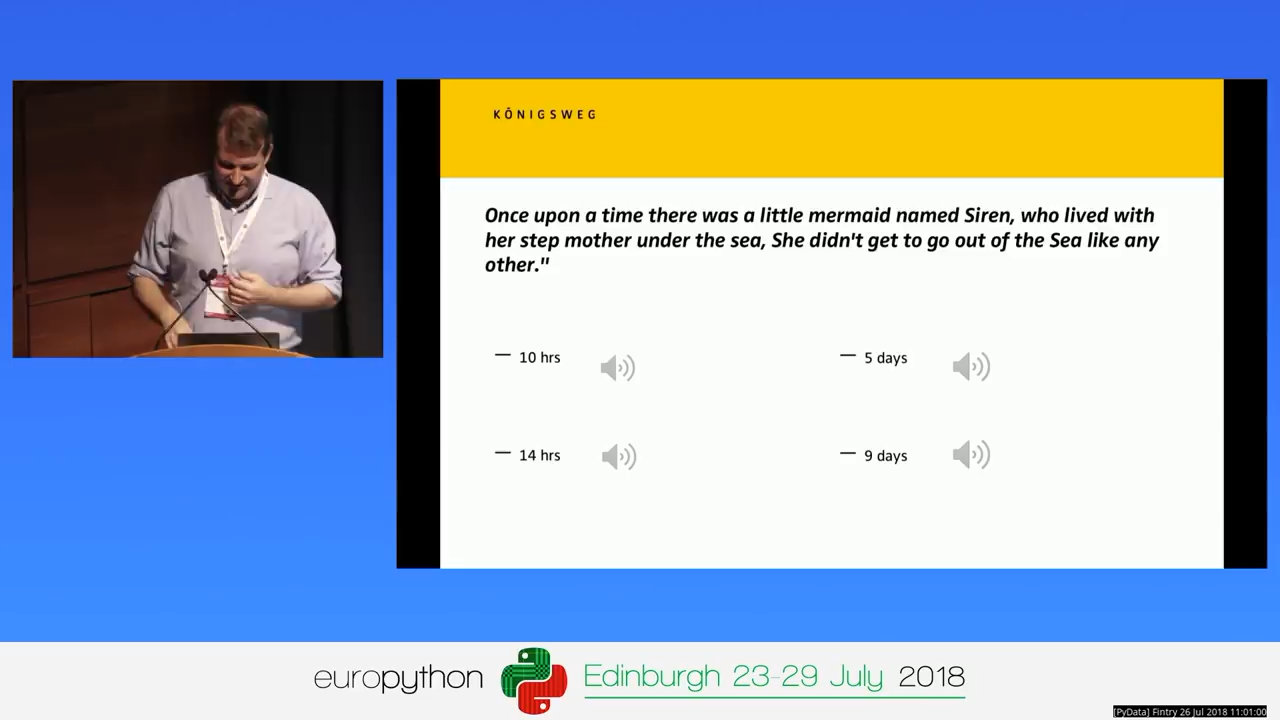 KÖNIGSWEG
Once upon a time there was a little mermaid named Siren, who lived with
her step mother under the sea, She didn't get to go out of the Sea like any
other."
— 10 hrs
— 5 days
— 14 hrs
— 9 days
europython
Edinburgh 23-29 July 2018
[PyData] Fintry 26 Jul 2018 11:01:00